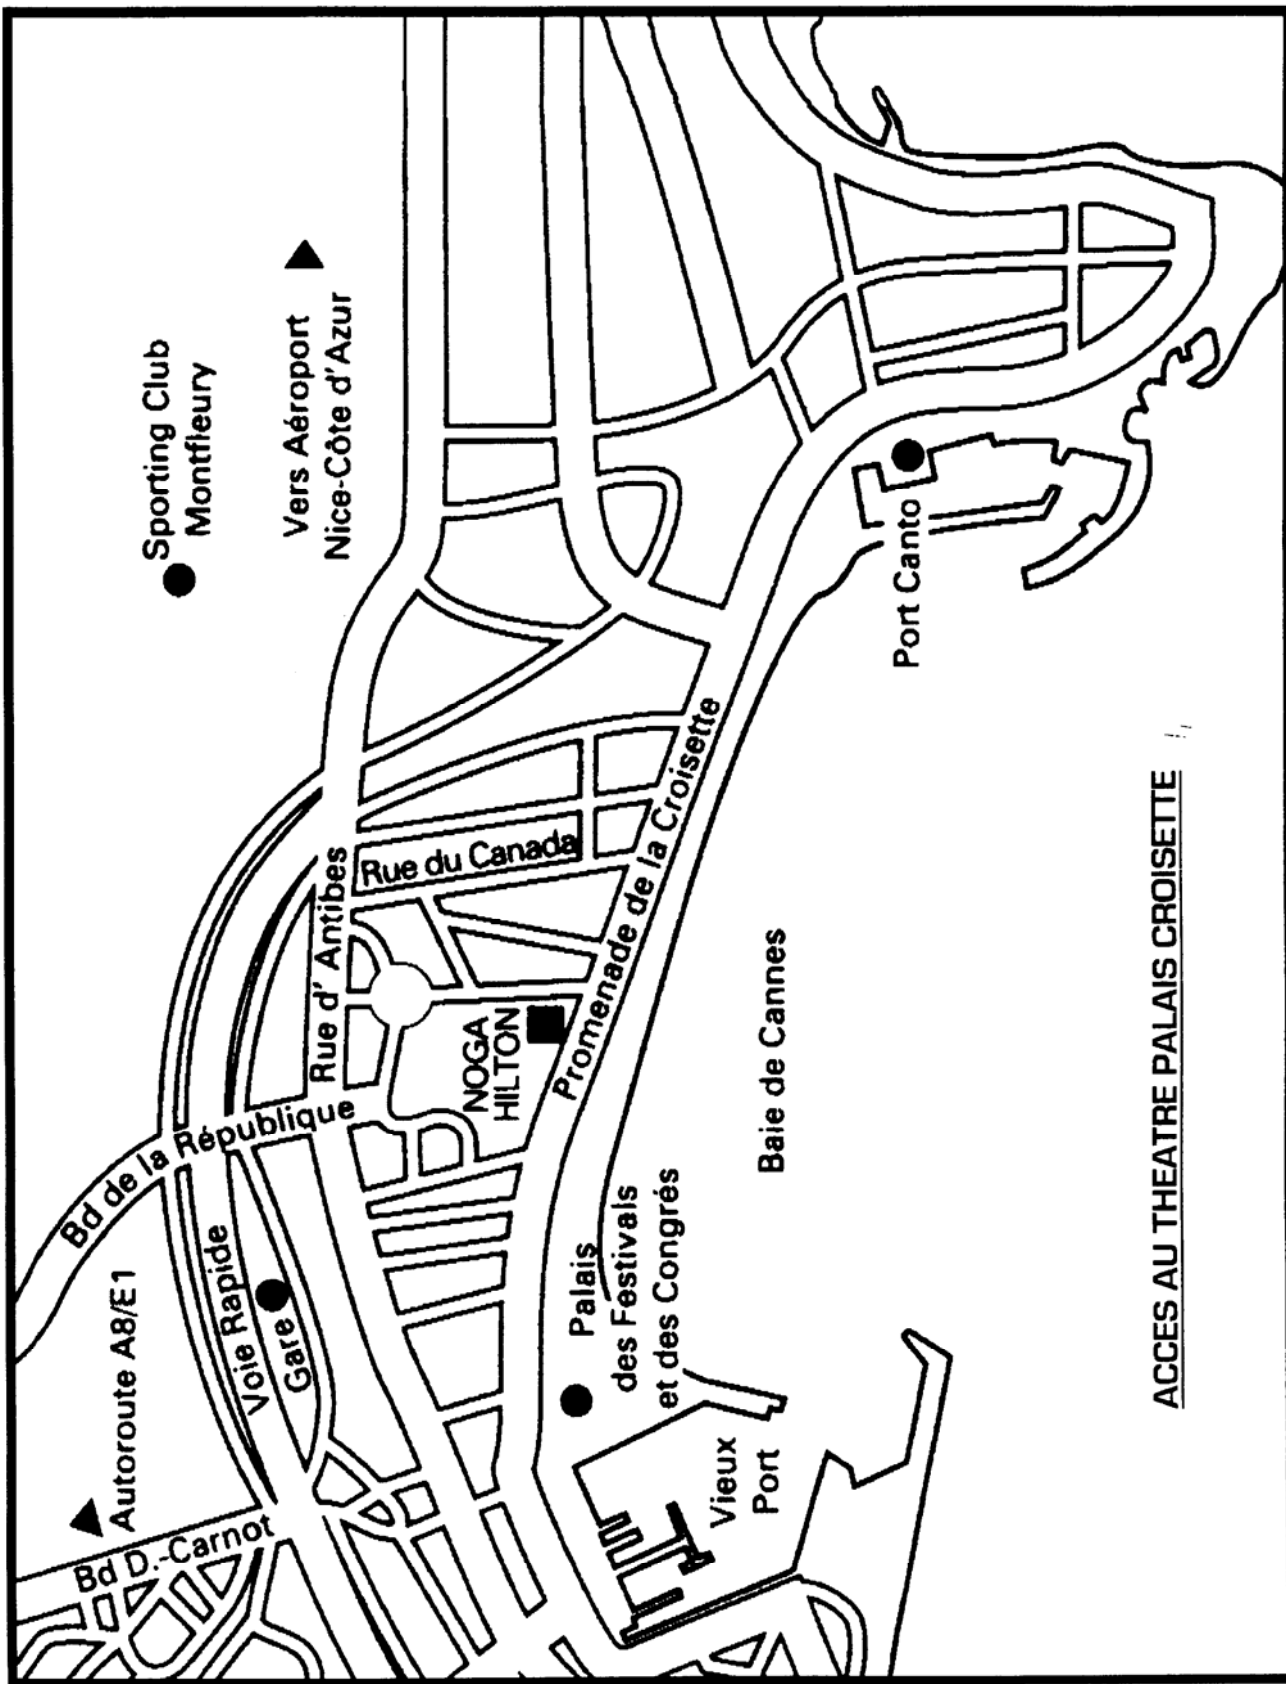 Autoroute A8/E1
Bd D.-Carnot
Bd de la République
Voie Rapide
Gare
Sporting Club
Montfleury
Vers Aéroport
Nice-Côte d'Azur
Rue d' Antibes
Rue du Canada
NOGA
HILTON
Promenade de la Croisette
Palais
des Festivals
et des Congrés
Vieux
Port
Baie de Cannes
Port Canto
ACCES AU THEATRE PALAIS CROISETTE